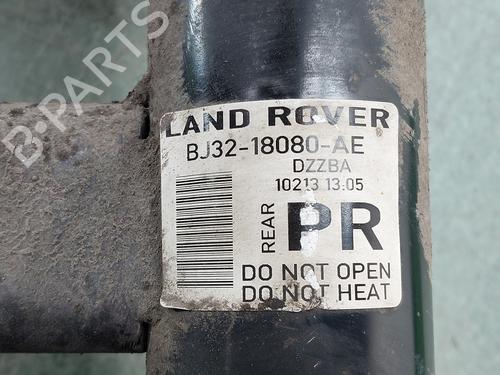 B-PARTS
LAND ROVER
BJ32-18080-AE
DZZBA
10213 13:05
REAR
PR
DO NOT OPEN
DO NOT HEAT